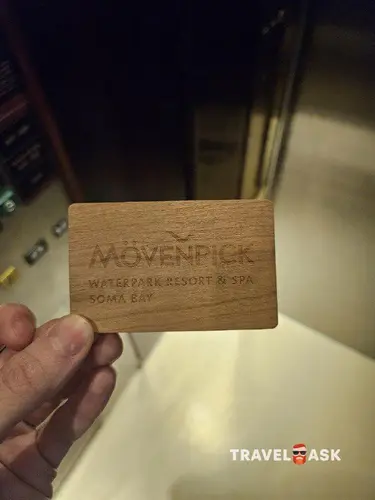 MÖVENPICK
WATERPARK RESORT & SPA
SOMA BAY
TRAVEL ASK